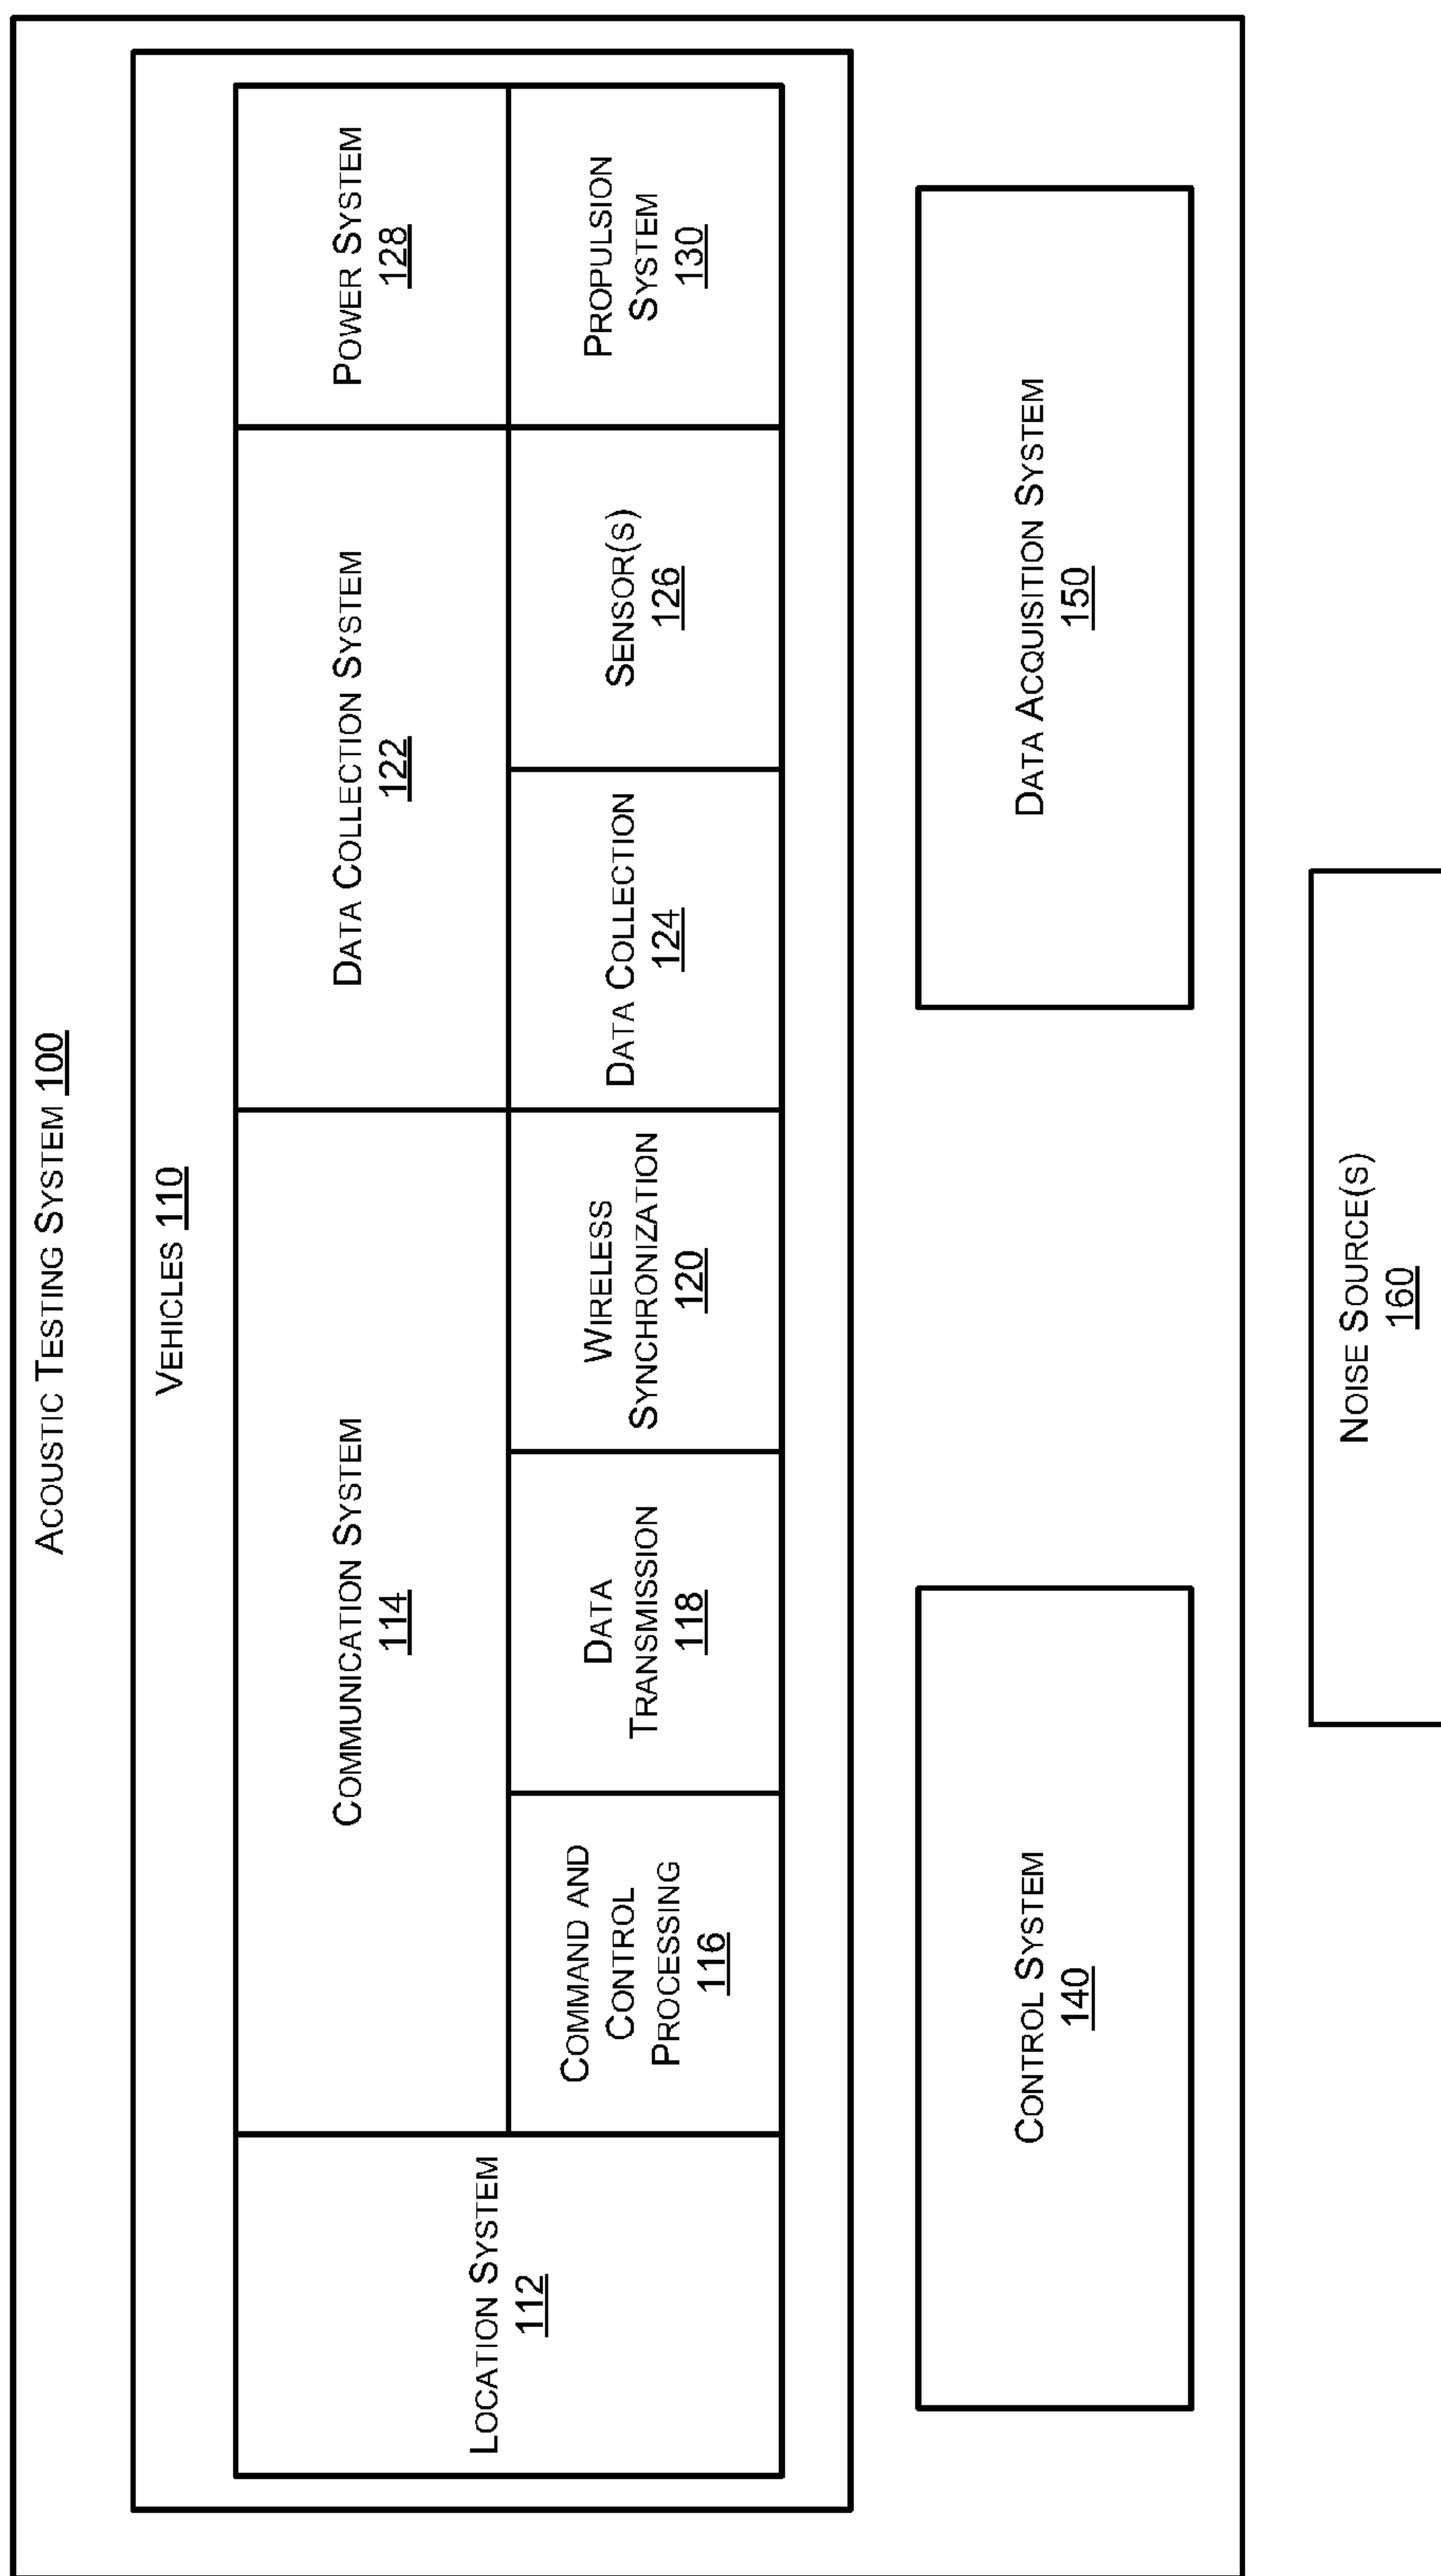 ACOUSTIC TESTING SYSTEM 100
VEHICLES 110
LOCATION SYSTEM
112
COMMUNICATION SYSTEM
114
COMMAND AND
CONTROL
PROCESSING
116
DATA
TRANSMISSION
118
WIRELESS
SYNCHRONIZATION
120
DATA COLLECTION SYSTEM
122
DATA COLLECTION
124
SENSOR(S)
126
POWER SYSTEM
128
PROPULSION
SYSTEM
130
CONTROL SYSTEM
140
DATA ACQUISITION SYSTEM
150
NOISE SOURCE(S)
160